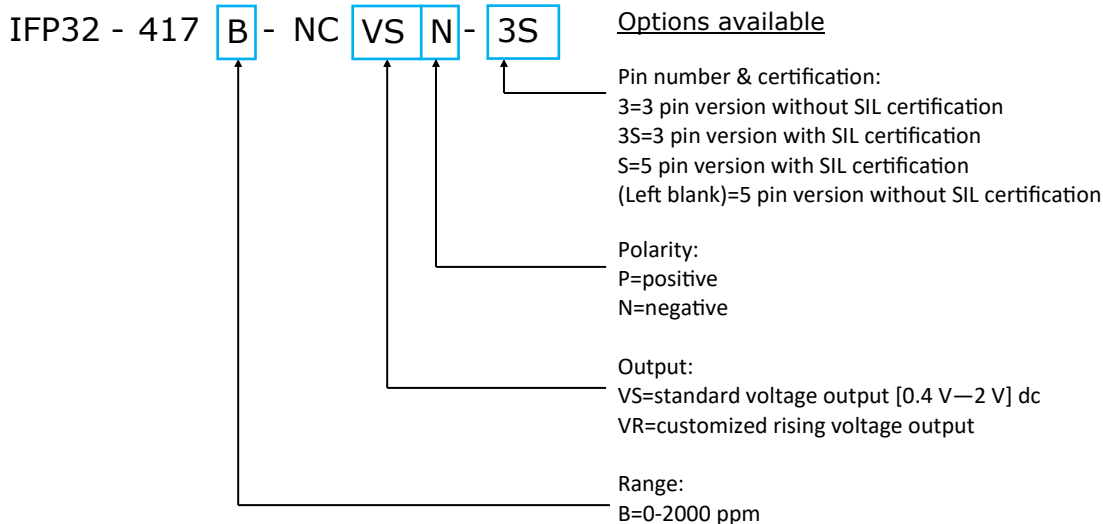 IFP32 - 417 B - NC VS N - 3S
Options available
Pin number & certification:
3=3 pin version without SIL certification
3S=3 pin version with SIL certification
S=5 pin version with SIL certification
(Left blank)=5 pin version without SIL certification
Polarity:
P=positive
N=negative
Output:
VS=standard voltage output [0.4 V—2 V] dc
VR=customized rising voltage output
Range:
B=0-2000 ppm